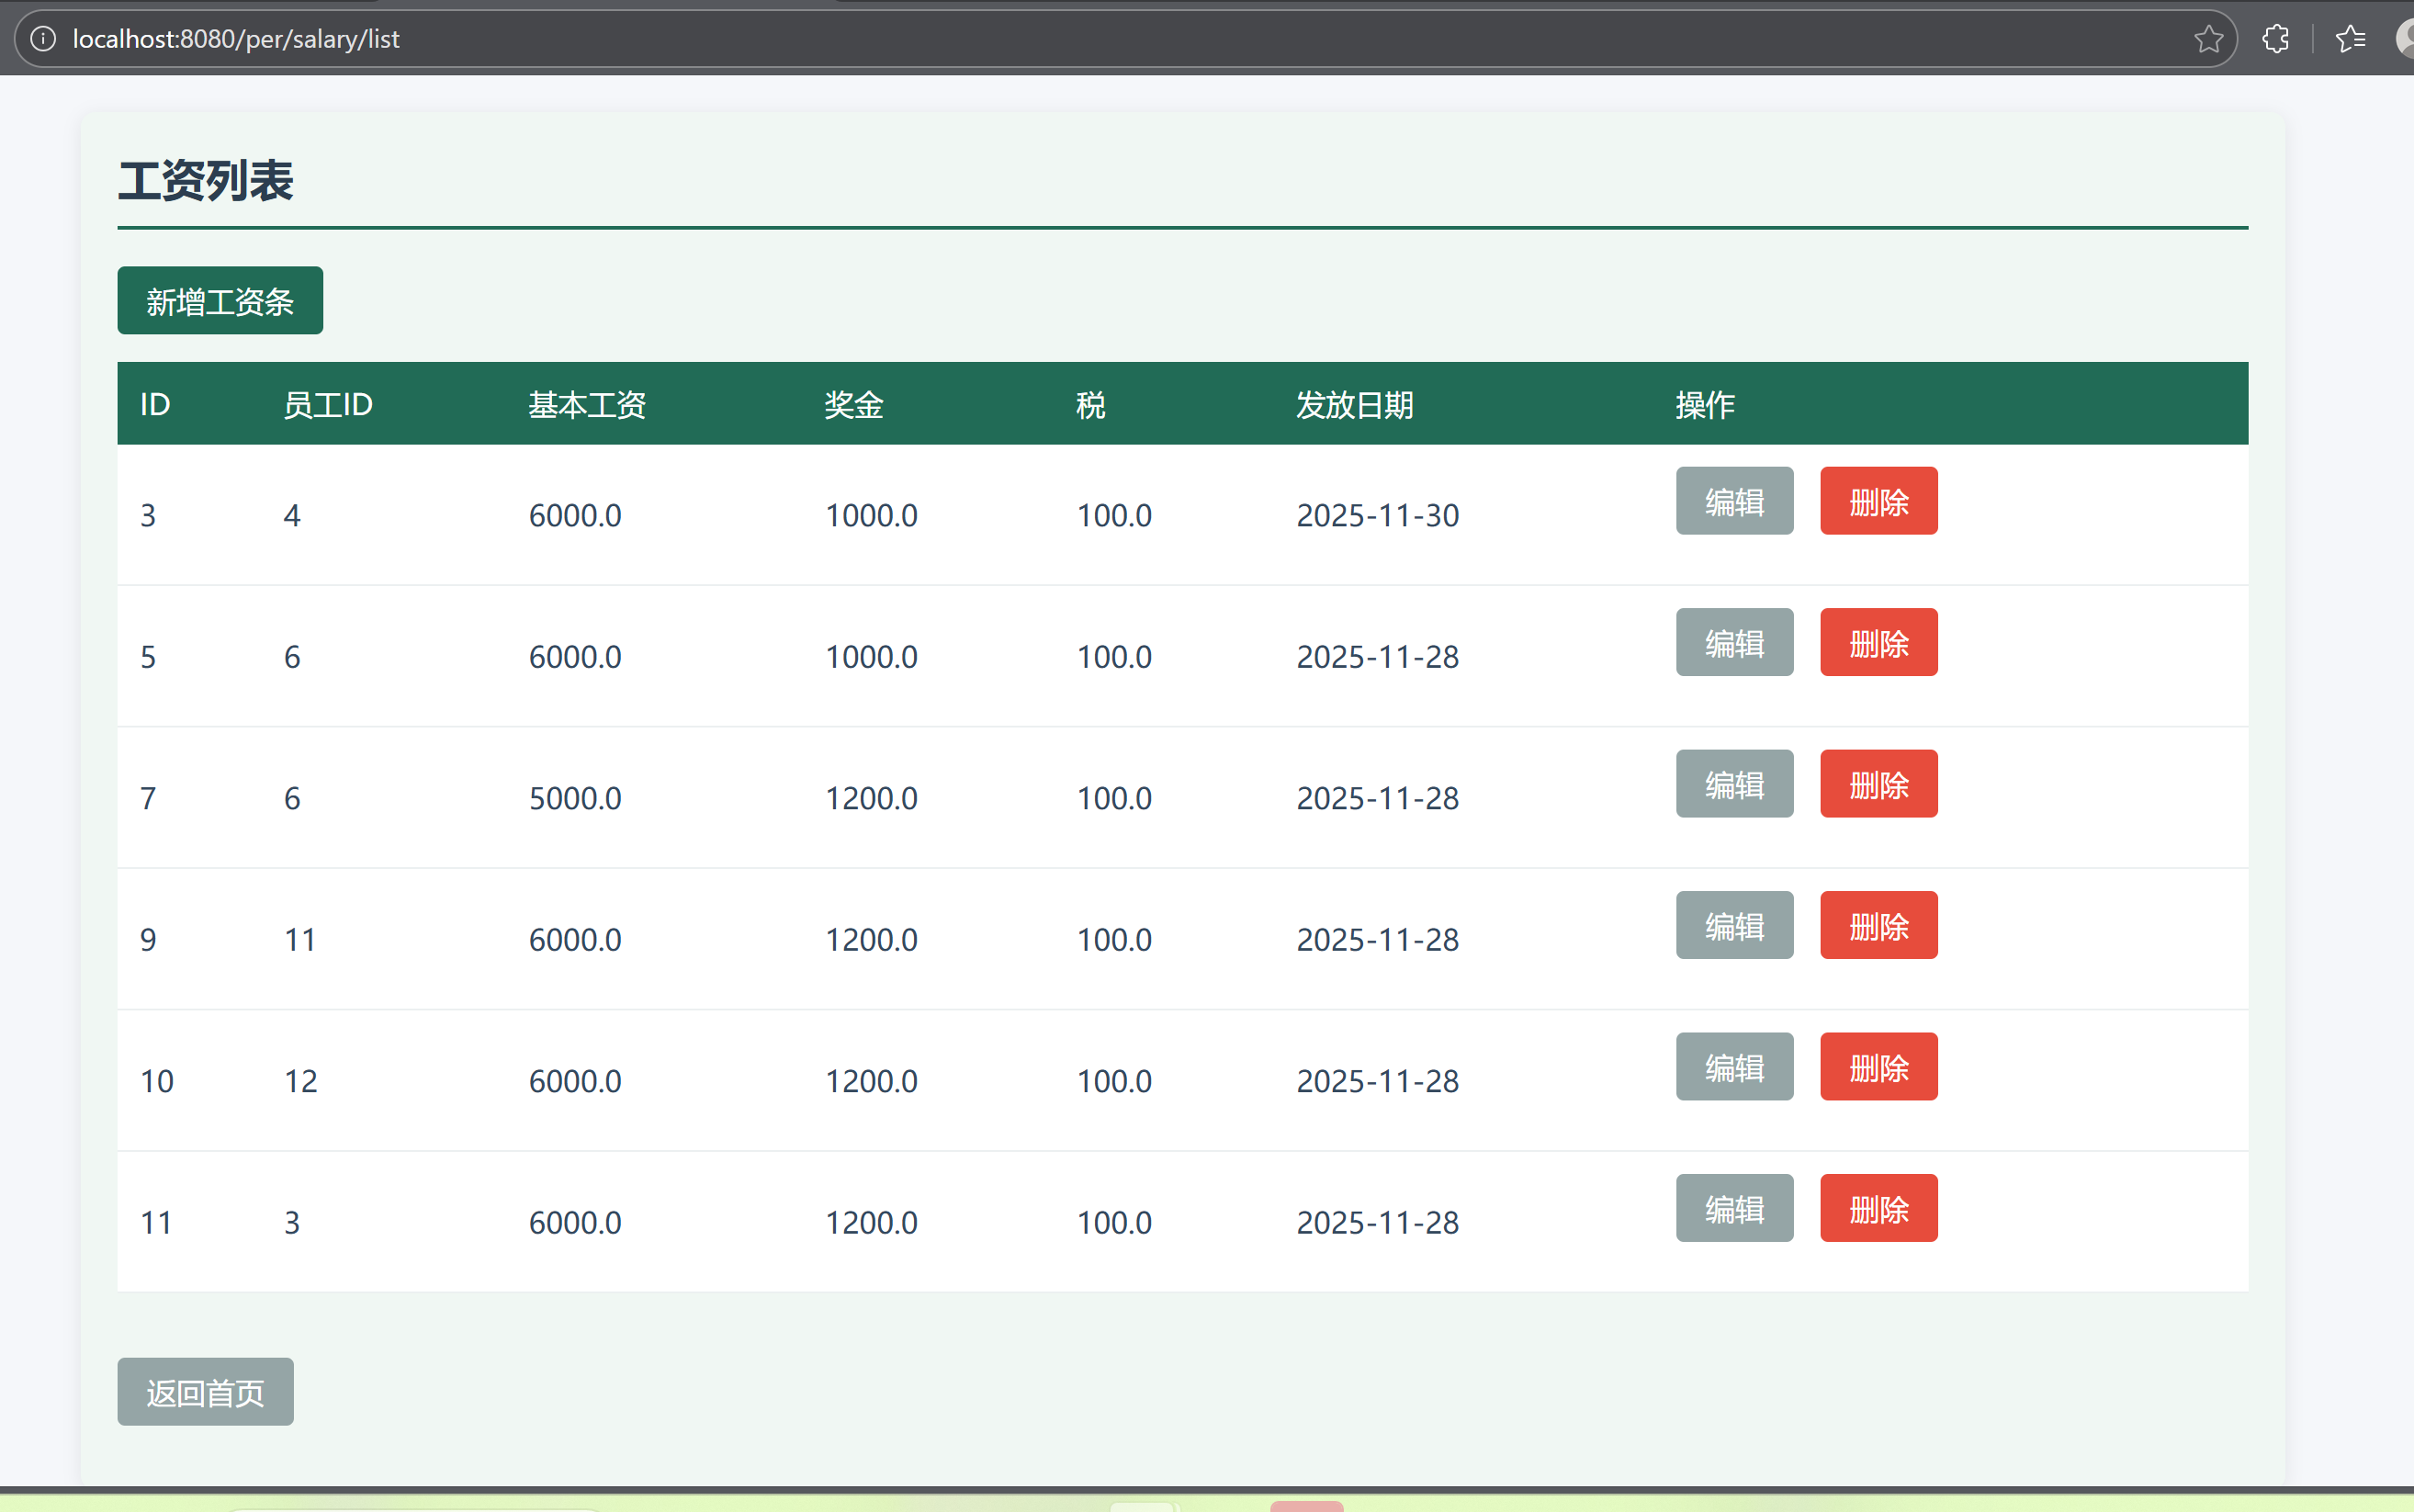 localhost:8080/per/salary/list
工资列表
新增工资条
ID 员工ID 基本工资 奖金 税 发放日期 操作
3 4 6000.0 1000.0 100.0 2025-11-30 编辑 删除
5 6 6000.0 1000.0 100.0 2025-11-28 编辑 删除
7 6 5000.0 1200.0 100.0 2025-11-28 编辑 删除
9 11 6000.0 1200.0 100.0 2025-11-28 编辑 删除
10 12 6000.0 1200.0 100.0 2025-11-28 编辑 删除
11 3 6000.0 1200.0 100.0 2025-11-28 编辑 删除
返回首页